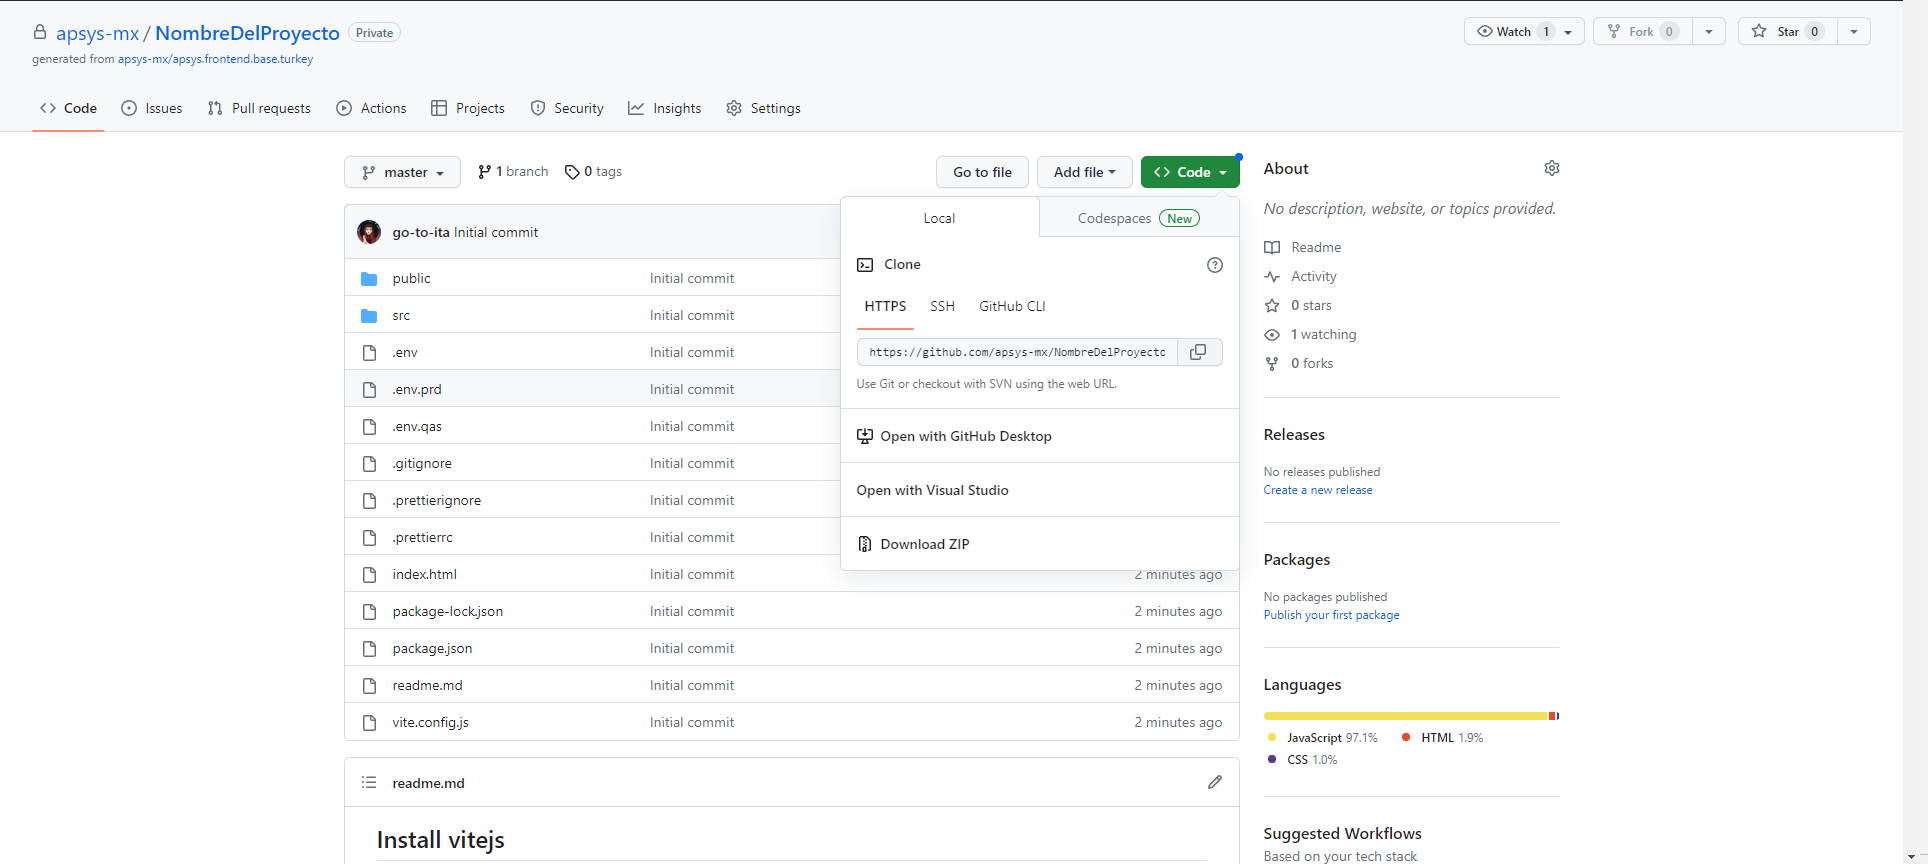 apsys-mx / NombreDelProyecto Private
Watch 1
Fork 0
Star 0
generated from apsys-mx/apsys.frontend.base.turkey
Code
Issues
Pull requests
Actions
Projects
Security
Insights
Settings
master
1 branch
0 tags
Go to file
Add file
Code
go-to-ita Initial commit
public Initial commit
src Initial commit
.env Initial commit
.env.prd Initial commit
.env.qas Initial commit
.gitignore Initial commit
.prettierignore Initial commit
.prettierrc Initial commit
index.html Initial commit 2 minutes ago
package-lock.json Initial commit 2 minutes ago
package.json Initial commit 2 minutes ago
readme.md Initial commit 2 minutes ago
vite.config.js Initial commit 2 minutes ago
Local
Codespaces New
Clone
HTTPS
SSH
GitHub CLI
https://github.com/apsys-mx/NombreDelProyecto
Use Git or checkout with SVN using the web URL.
Open with GitHub Desktop
Open with Visual Studio
Download ZIP
readme.md
Install vitejs
About
No description, website, or topics provided.
Readme
Activity
0 stars
1 watching
0 forks
Releases
No releases published
Create a new release
Packages
No packages published
Publish your first package
Languages
JavaScript 97.1%
HTML 1.9%
CSS 1.0%
Suggested Workflows
Based on your tech stack